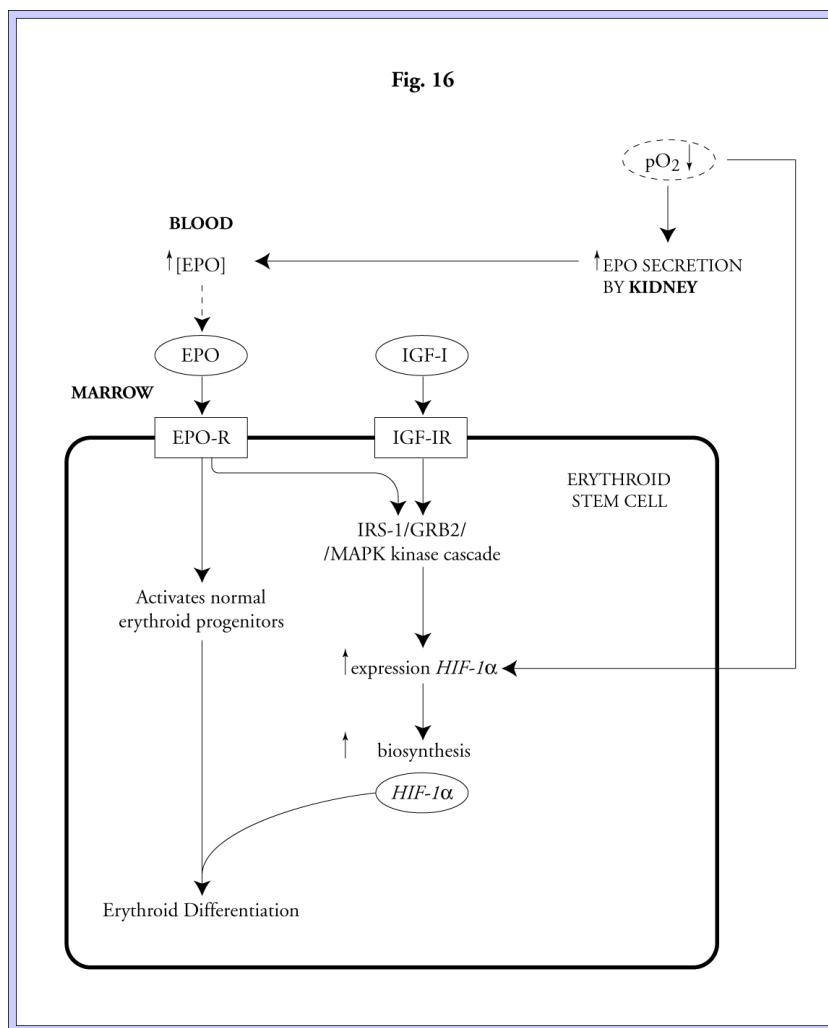 Fig. 16
pO2↓
BLOOD
↑[EPO]
↑EPO SECRETION
BY KIDNEY
EPO
IGF-I
MARROW
EPO-R
IGF-IR
ERYTHROID
STEM CELL
IRS-1/GRB2/
/MAPK kinase cascade
Activates normal
erythroid progenitors
↑expression HIF-1α
↑ biosynthesis
HIF-1α
Erythroid Differentiation